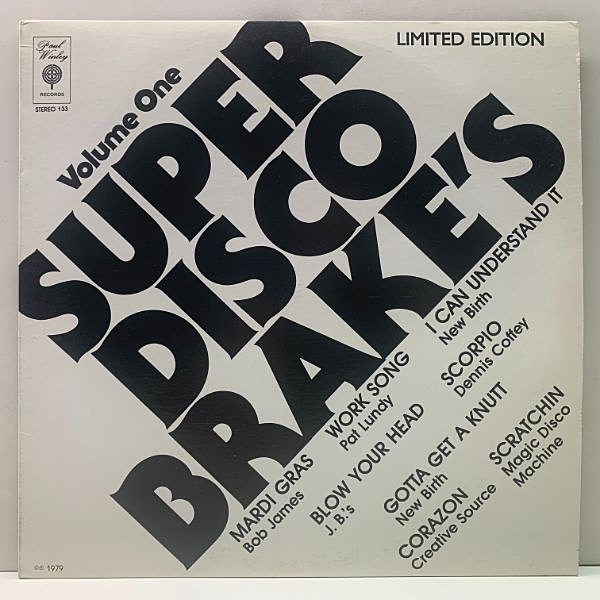 Paul
Winley
RECORDS
STEREO 133
LIMITED EDITION
Volume One
SUPER
DISCO
BRAKE'S
MARDI GRAS
Bob James
WORK SONG
Pat Lundy
I CAN UNDERSTAND IT
New Birth
BLOW YOUR HEAD
J. B.'s
SCORPIO
Dennis Coffey
GOTTA GET A KNUTT
New Birth
CORAZON
Creative Source
SCRATCHIN
Magic Disco
Machine
©℗ 1979